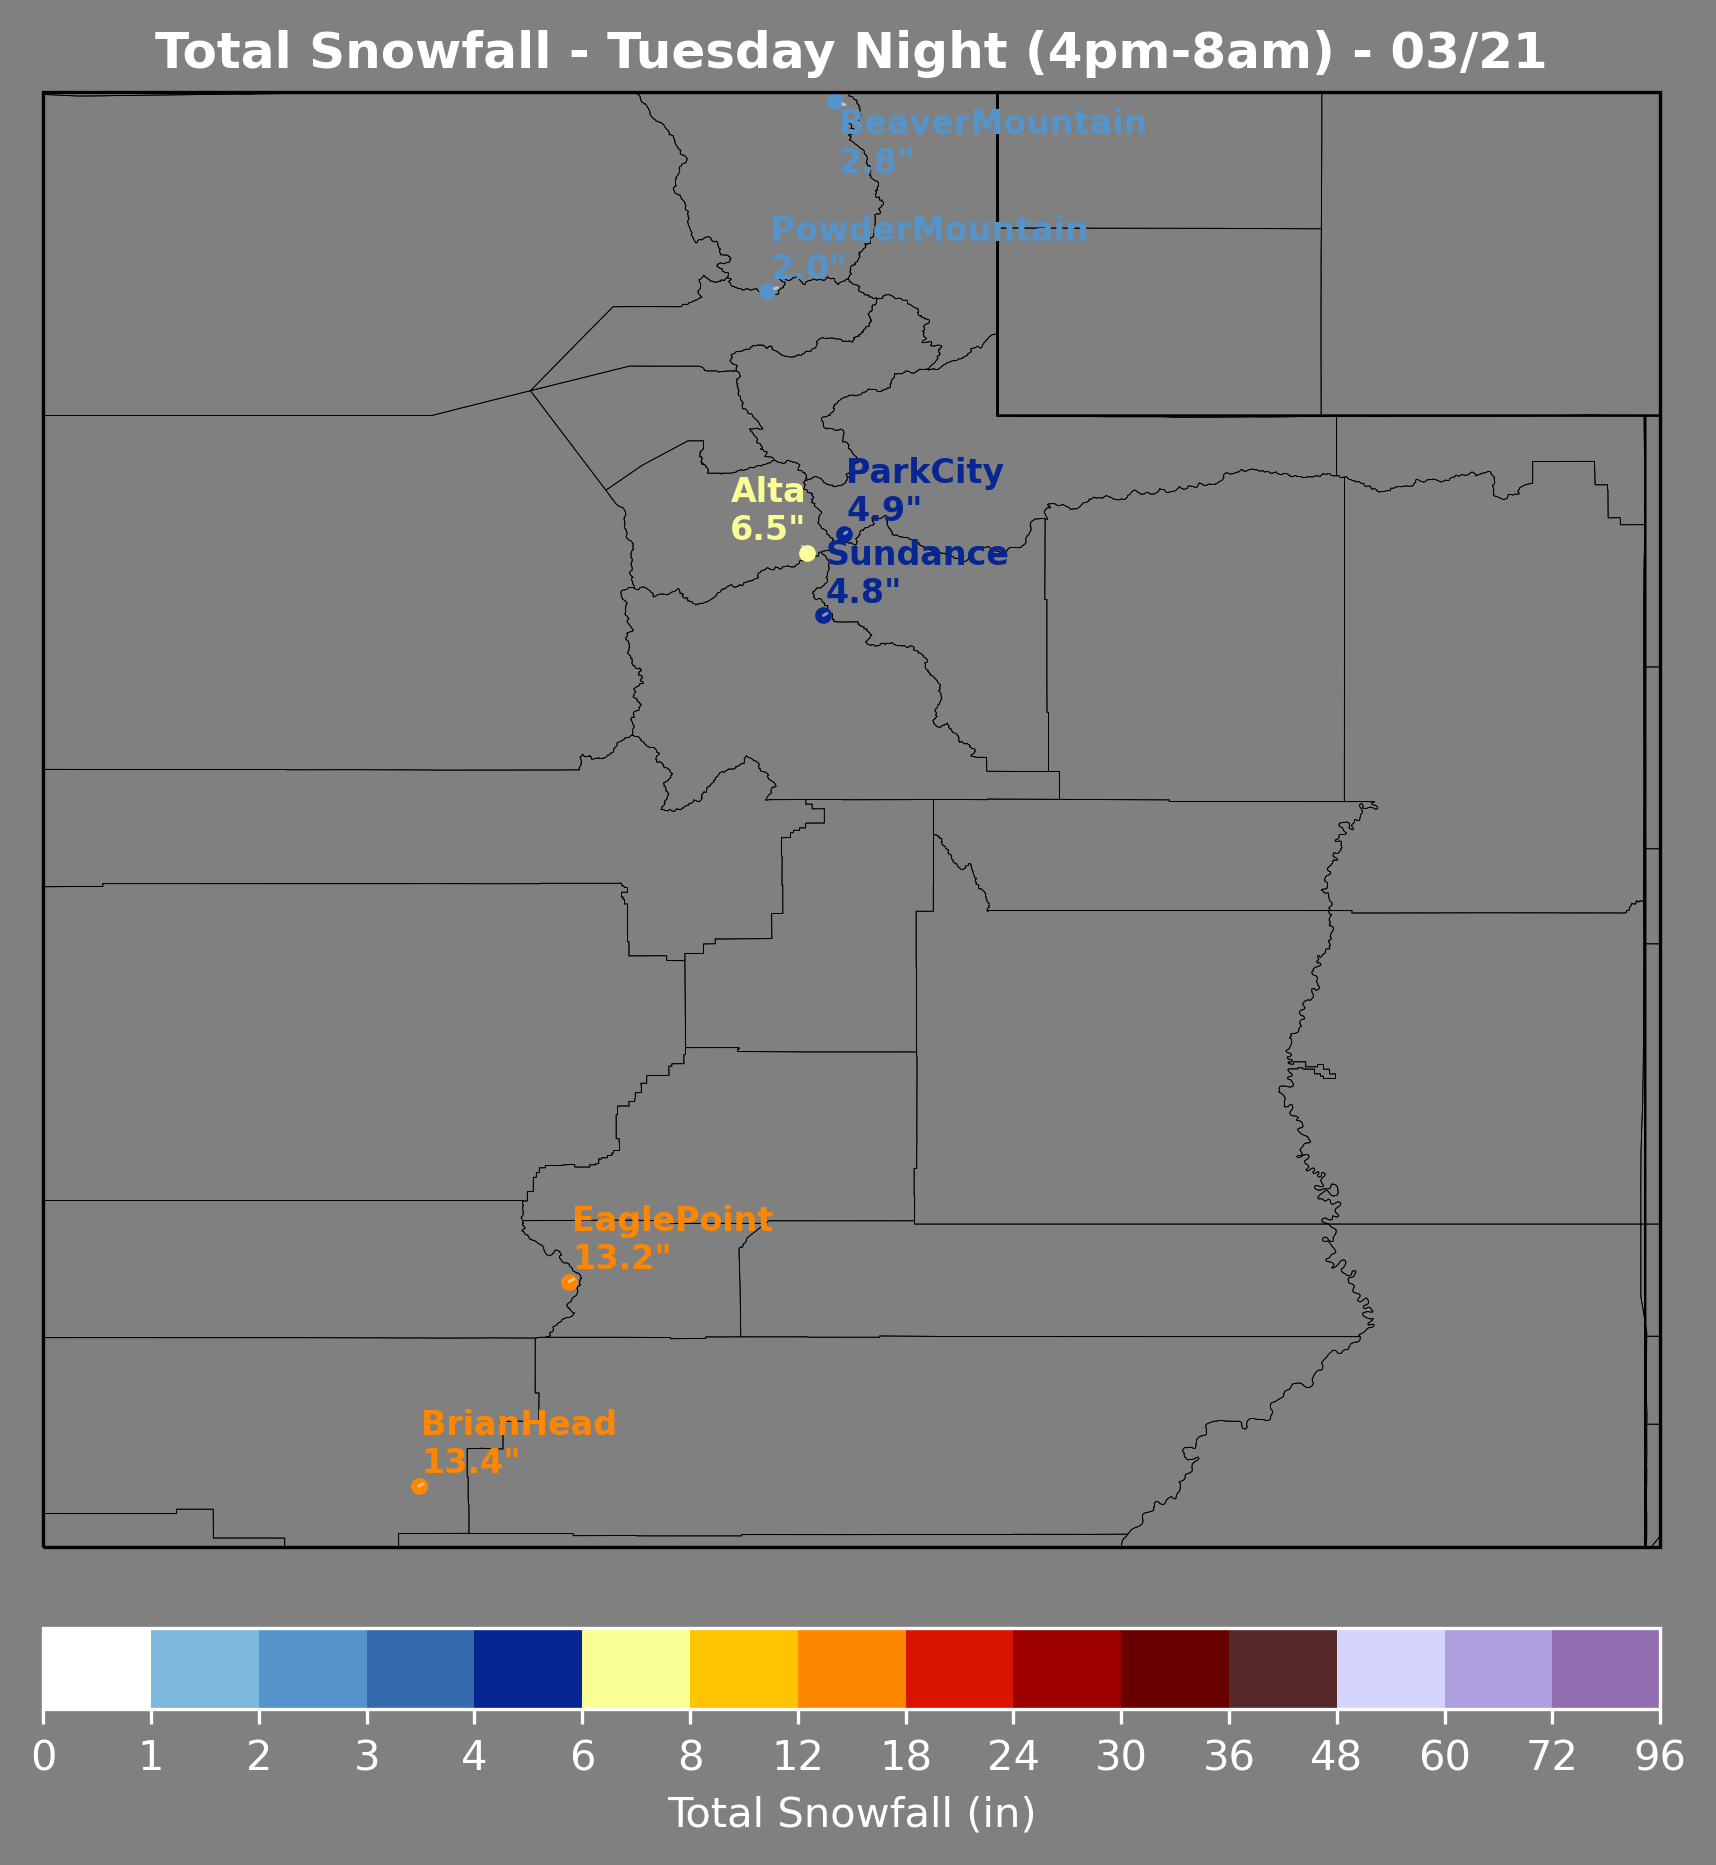 Total Snowfall - Tuesday Night (4pm-8am) - 03/21
BeaverMountain
2.8"
PowderMountain
2.0"
ParkCity
4.9"
Alta
6.5"
Sundance
4.8"
EaglePoint
13.2"
BrianHead
13.4"
0 1 2 3 4 6 8 12 18 24 30 36 48 60 72 96
Total Snowfall (in)